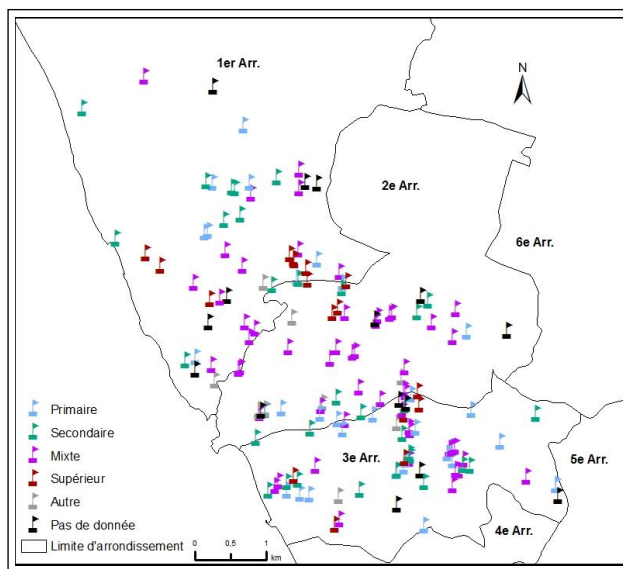 1er Arr.
N
2e Arr.
6e Arr.
Primaire
Secondaire
Mixte
Supérieur
Autre
Pas de donnée
Limite d'arrondissement
3e Arr.
5e Arr.
4e Arr.
0 0,5 1
km